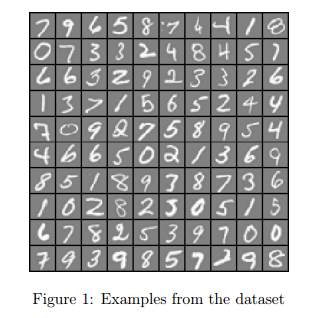 7 9 6 5 8 7 4 4 1 8
0 7 3 3 2 4 8 4 5 1
6 6 3 2 9 2 3 3 2 6
1 3 7 1 5 6 5 2 4 4
7 0 9 2 7 5 8 9 5 4
4 6 6 5 0 2 1 3 6 9
8 5 1 8 9 3 8 7 3 6
1 0 2 8 2 3 0 5 1 5
6 7 8 2 5 3 9 7 0 0
7 9 3 9 8 5 7 2 9 8
Figure 1: Examples from the dataset